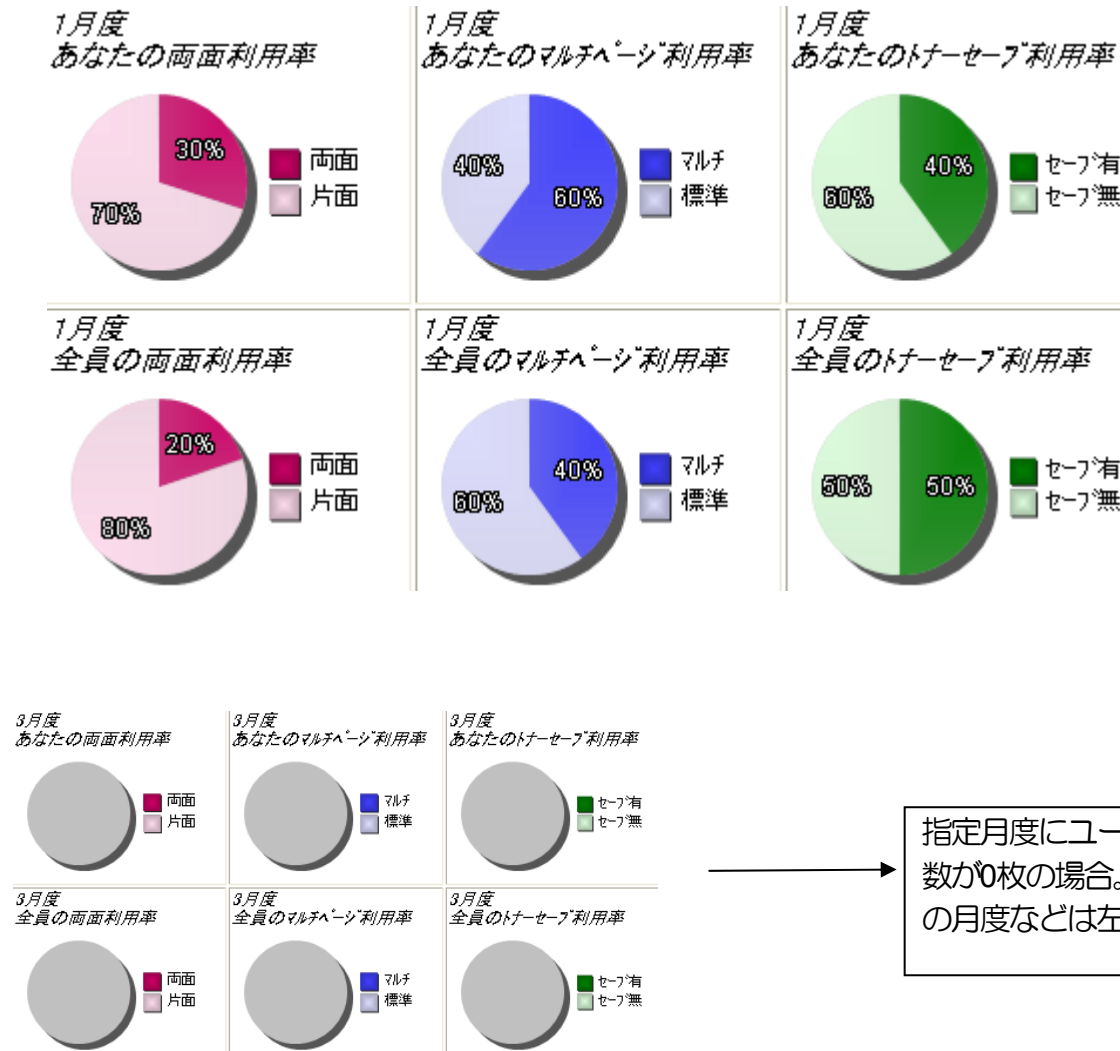 1月度
あなたの両面利用率
30%
70%
両面
片面
1月度
あなたのﾏﾙﾁﾍﾟｰｼﾞ利用率
40%
60%
ﾏﾙﾁ
標準
1月度
あなたのﾄﾅｰｾｰﾌﾞ利用率
40%
60%
ｾｰﾌﾞ有
ｾｰﾌﾞ無
1月度
全員の両面利用率
20%
80%
両面
片面
1月度
全員のﾏﾙﾁﾍﾟｰｼﾞ利用率
40%
60%
ﾏﾙﾁ
標準
1月度
全員のﾄﾅｰｾｰﾌﾞ利用率
50%
50%
ｾｰﾌﾞ有
ｾｰﾌﾞ無
3月度
あなたの両面利用率
両面
片面
3月度
あなたのﾏﾙﾁﾍﾟｰｼﾞ利用率
ﾏﾙﾁ
標準
3月度
あなたのﾄﾅｰｾｰﾌﾞ利用率
ｾｰﾌﾞ有
ｾｰﾌﾞ無
3月度
全員の両面利用率
両面
片面
3月度
全員のﾏﾙﾁﾍﾟｰｼﾞ利用率
ﾏﾙﾁ
標準
3月度
全員のﾄﾅｰｾｰﾌﾞ利用率
ｾｰﾌﾞ有
ｾｰﾌﾞ無
指定月度にユー
数が0枚の場合。
の月度などは左